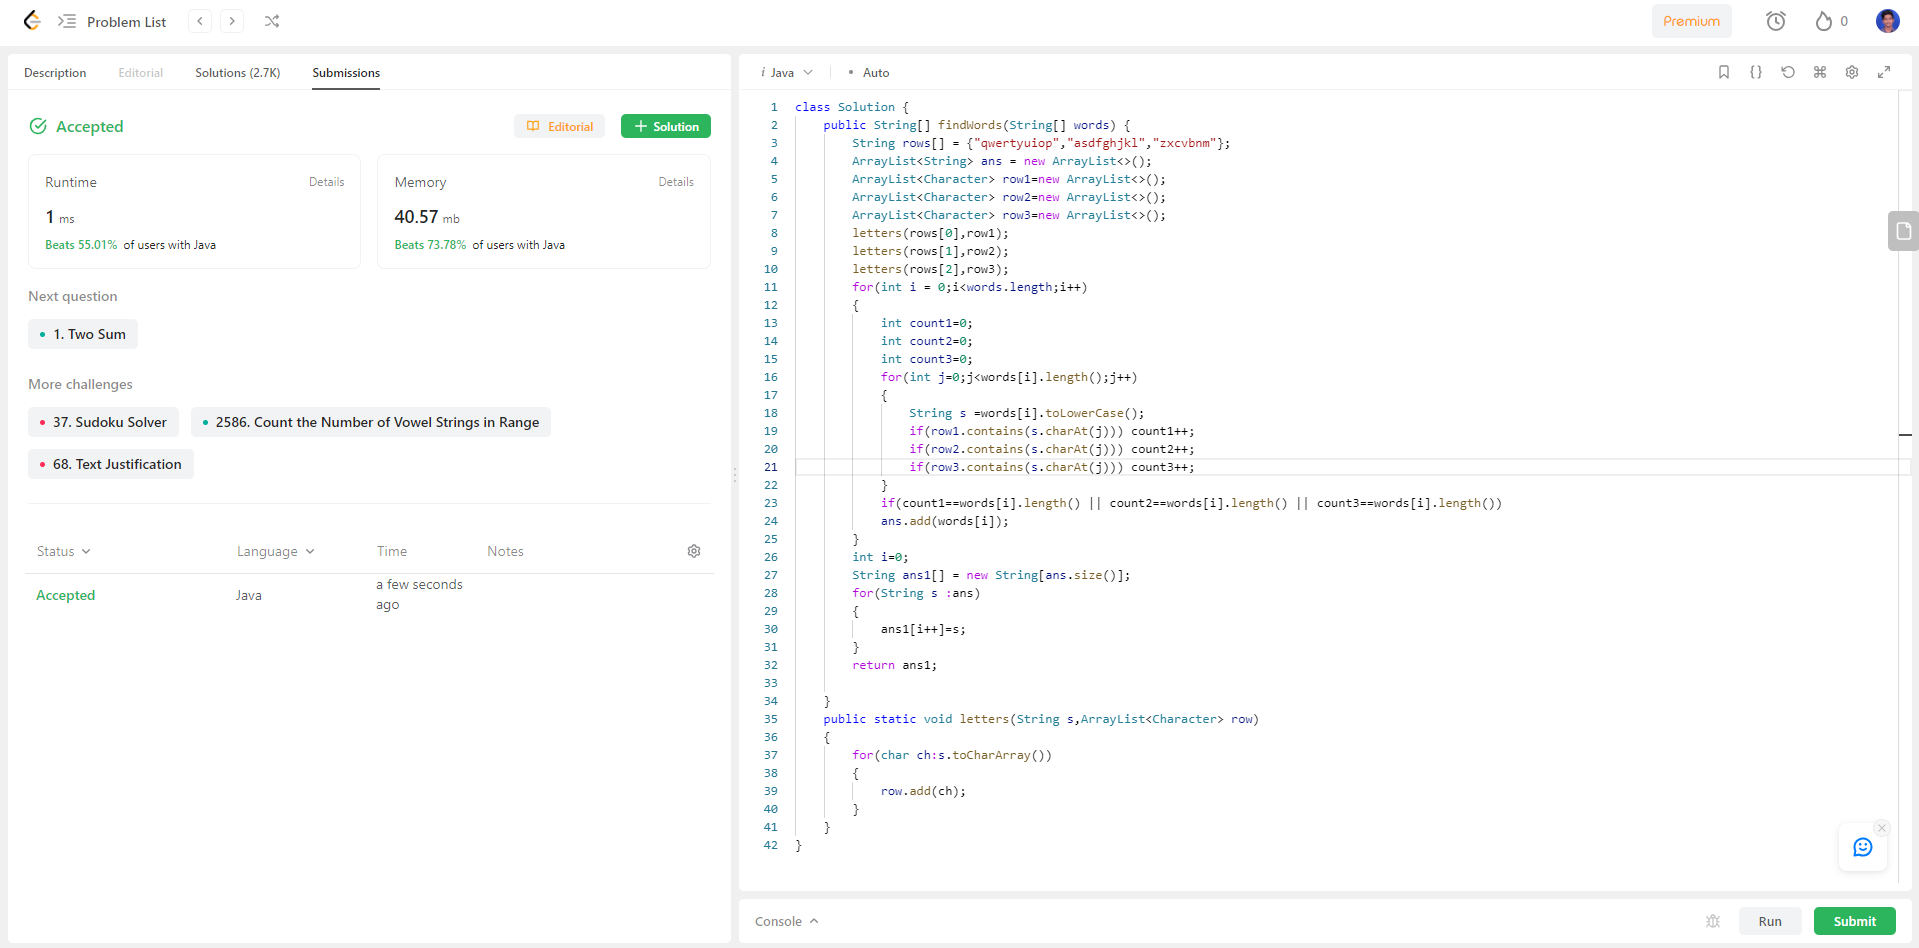 Problem List
Premium
0
Description Editorial Solutions (2.7K) Submissions
Accepted
Editorial
Solution
Runtime Details
1 ms
Beats 55.01% of users with Java
Memory Details
40.57 mb
Beats 73.78% of users with Java
Next question
1. Two Sum
More challenges
37. Sudoku Solver
2586. Count the Number of Vowel Strings in Range
68. Text Justification
Status Language Time Notes
Accepted Java a few seconds
ago
i Java • Auto
1 class Solution {
2 public String[] findWords(String[] words) {
3 String rows[] = {"qwertyuiop","asdfghjkl","zxcvbnm"};
4 ArrayList<String> ans = new ArrayList<>();
5 ArrayList<Character> row1=new ArrayList<>();
6 ArrayList<Character> row2=new ArrayList<>();
7 ArrayList<Character> row3=new ArrayList<>();
8 letters(rows[0],row1);
9 letters(rows[1],row2);
10 letters(rows[2],row3);
11 for(int i = 0;i<words.length;i++)
12 {
13 int count1=0;
14 int count2=0;
15 int count3=0;
16 for(int j=0;j<words[i].length();j++)
17 {
18 String s =words[i].toLowerCase();
19 if(row1.contains(s.charAt(j))) count1++;
20 if(row2.contains(s.charAt(j))) count2++;
21 if(row3.contains(s.charAt(j))) count3++;
22 }
23 if(count1==words[i].length() || count2==words[i].length() || count3==words[i].length())
24 ans.add(words[i]);
25 }
26 int i=0;
27 String ans1[] = new String[ans.size()];
28 for(String s :ans)
29 {
30 ans1[i++]=s;
31 }
32 return ans1;
33
34 }
35 public static void letters(String s,ArrayList<Character> row)
36 {
37 for(char ch:s.toCharArray())
38 {
39 row.add(ch);
40 }
41 }
42 }
Console
Run
Submit